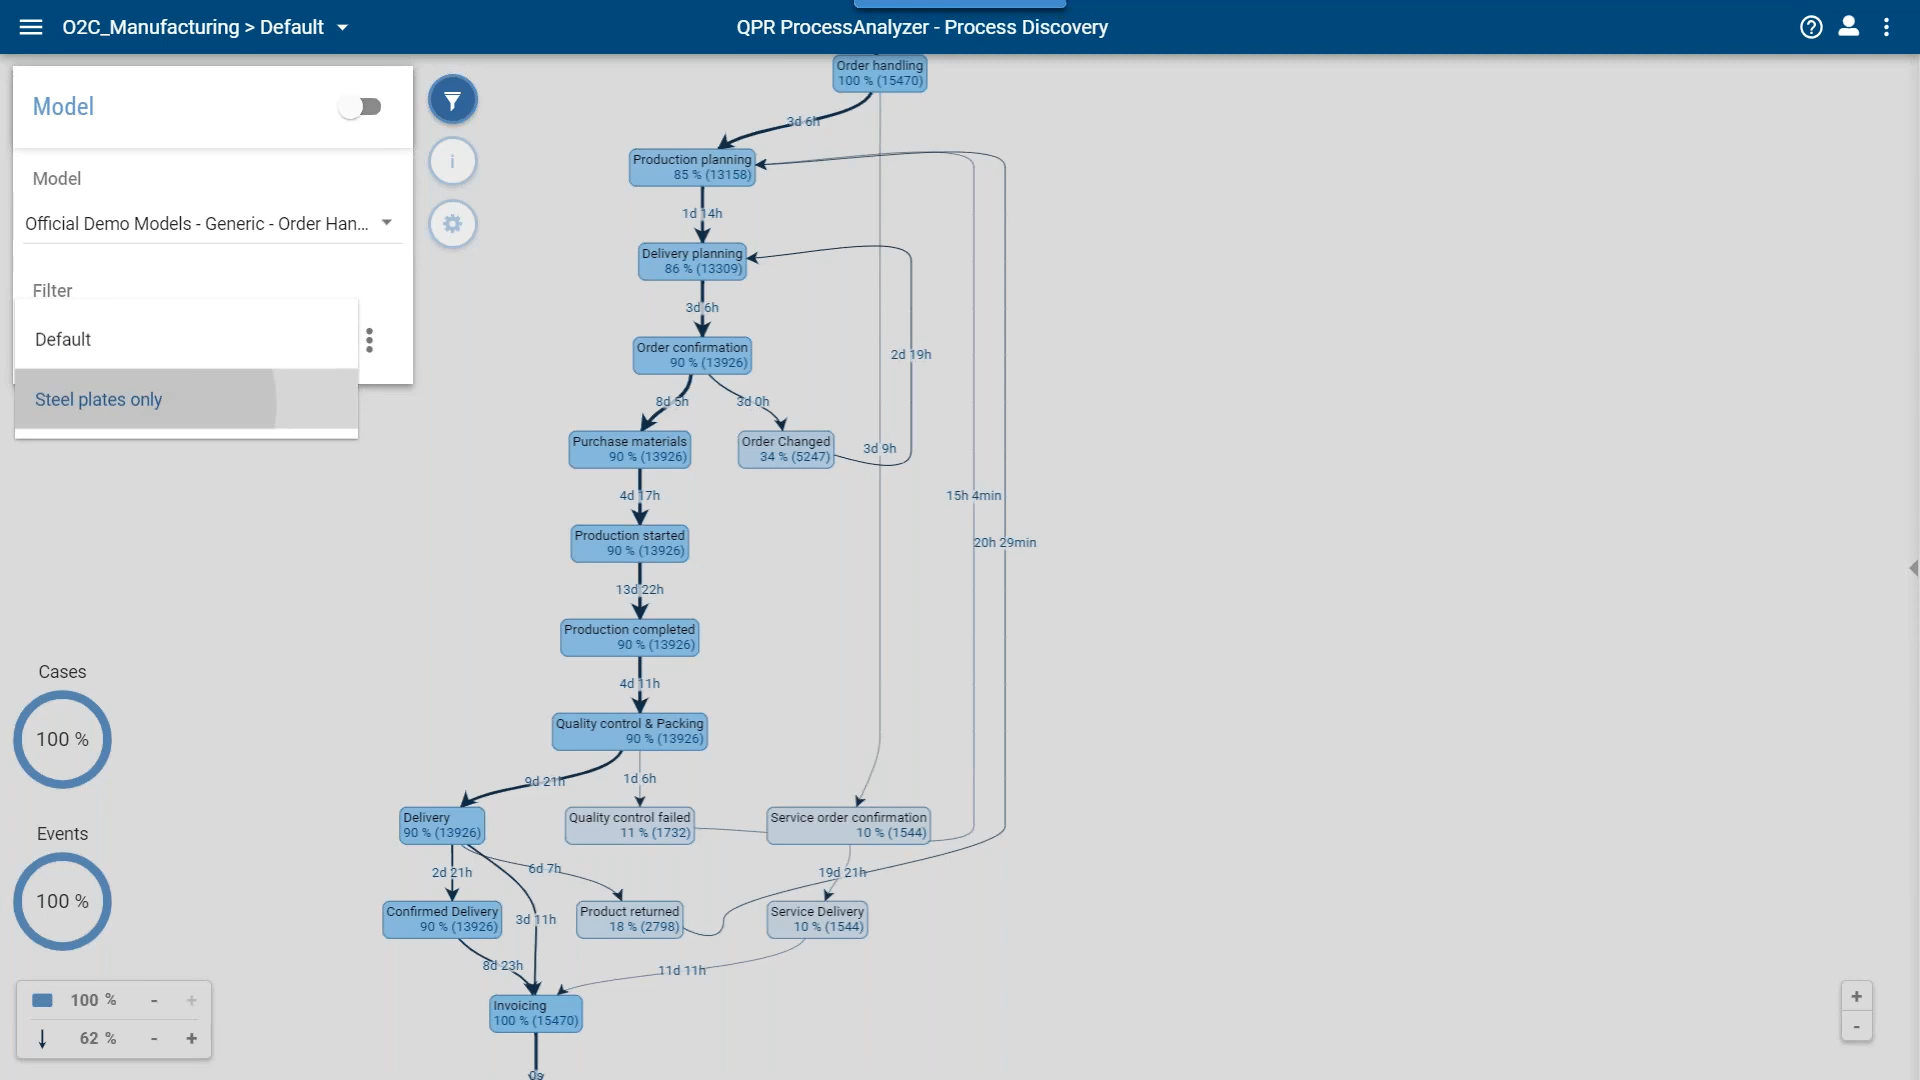 O2C_Manufacturing > Default
QPR ProcessAnalyzer - Process Discovery
Model
Model
Official Demo Models - Generic - Order Han...
Filter
Default
Steel plates only
i
Order handling
100 % (15470)
3d 6h
Production planning
85 % (13158)
1d 14h
Delivery planning
86 % (13309)
3d 6h
Order confirmation
90 % (13926)
2d 19h
8d 5h
3d 0h
Purchase materials
90 % (13926)
Order Changed
34 % (5247)
3d 9h
4d 17h
15h 4min
Production started
90 % (13926)
20h 29min
13d 22h
Production completed
90 % (13926)
4d 11h
Quality control & Packing
90 % (13926)
9d 21h
1d 6h
Delivery
90 % (13926)
Quality control failed
11 % (1732)
Service order confirmation
10 % (1544)
2d 21h
6d 7h
19d 21h
Confirmed Delivery
90 % (13926)
3d 11h
Product returned
18 % (2798)
Service Delivery
10 % (1544)
8d 23h
11d 11h
Invoicing
100 % (15470)
0s
Cases
100 %
Events
100 %
100 % - +
62 % - +
+
-